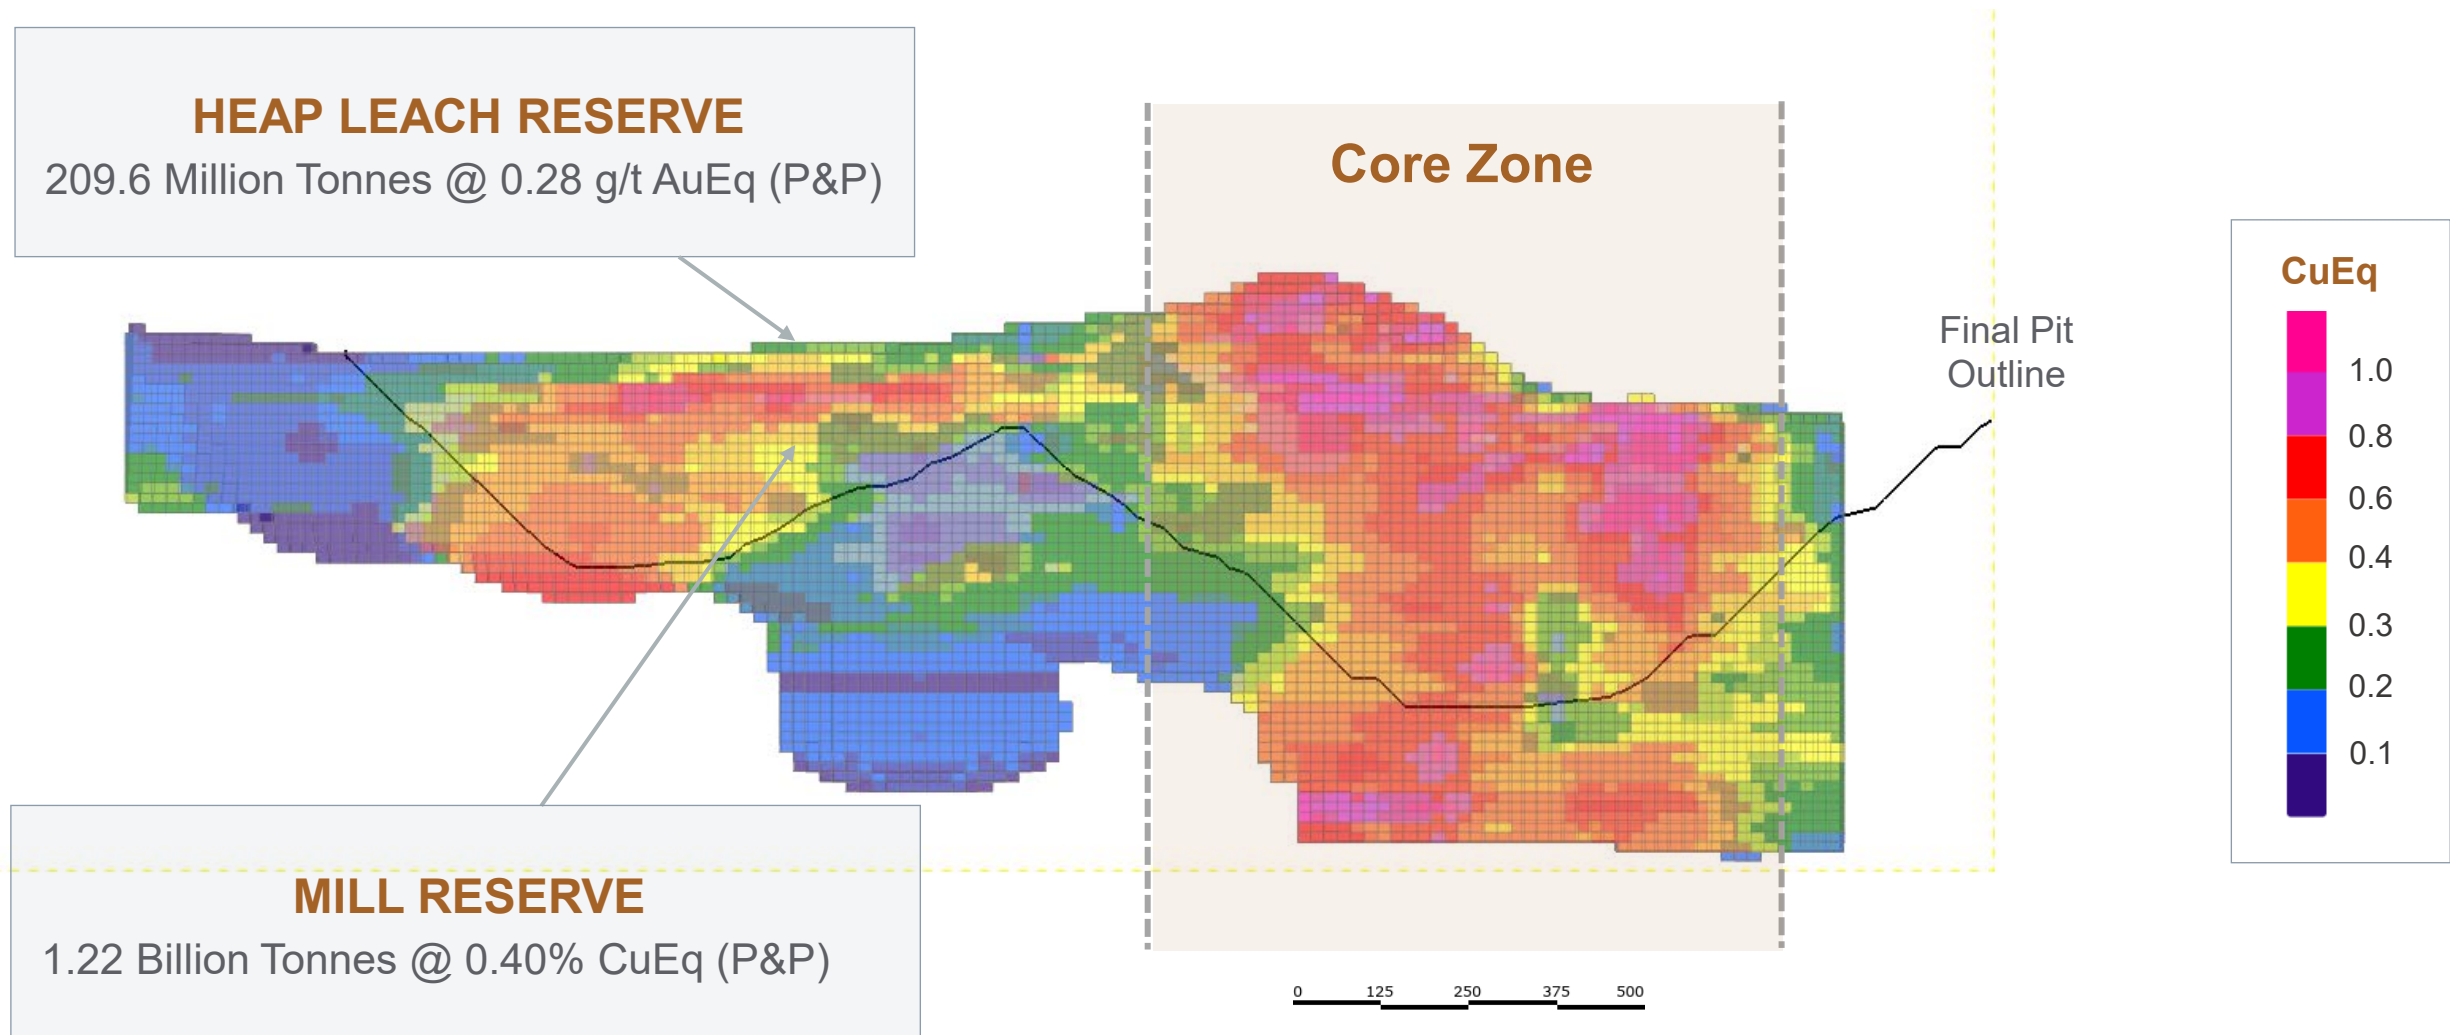 HEAP LEACH RESERVE
209.6 Million Tonnes @ 0.28 g/t AuEq (P&P)
Core Zone
CuEq
1.0
0.8
0.6
0.4
0.3
0.2
0.1
Final Pit
Outline
MILL RESERVE
1.22 Billion Tonnes @ 0.40% CuEq (P&P)
0 125 250 375 500